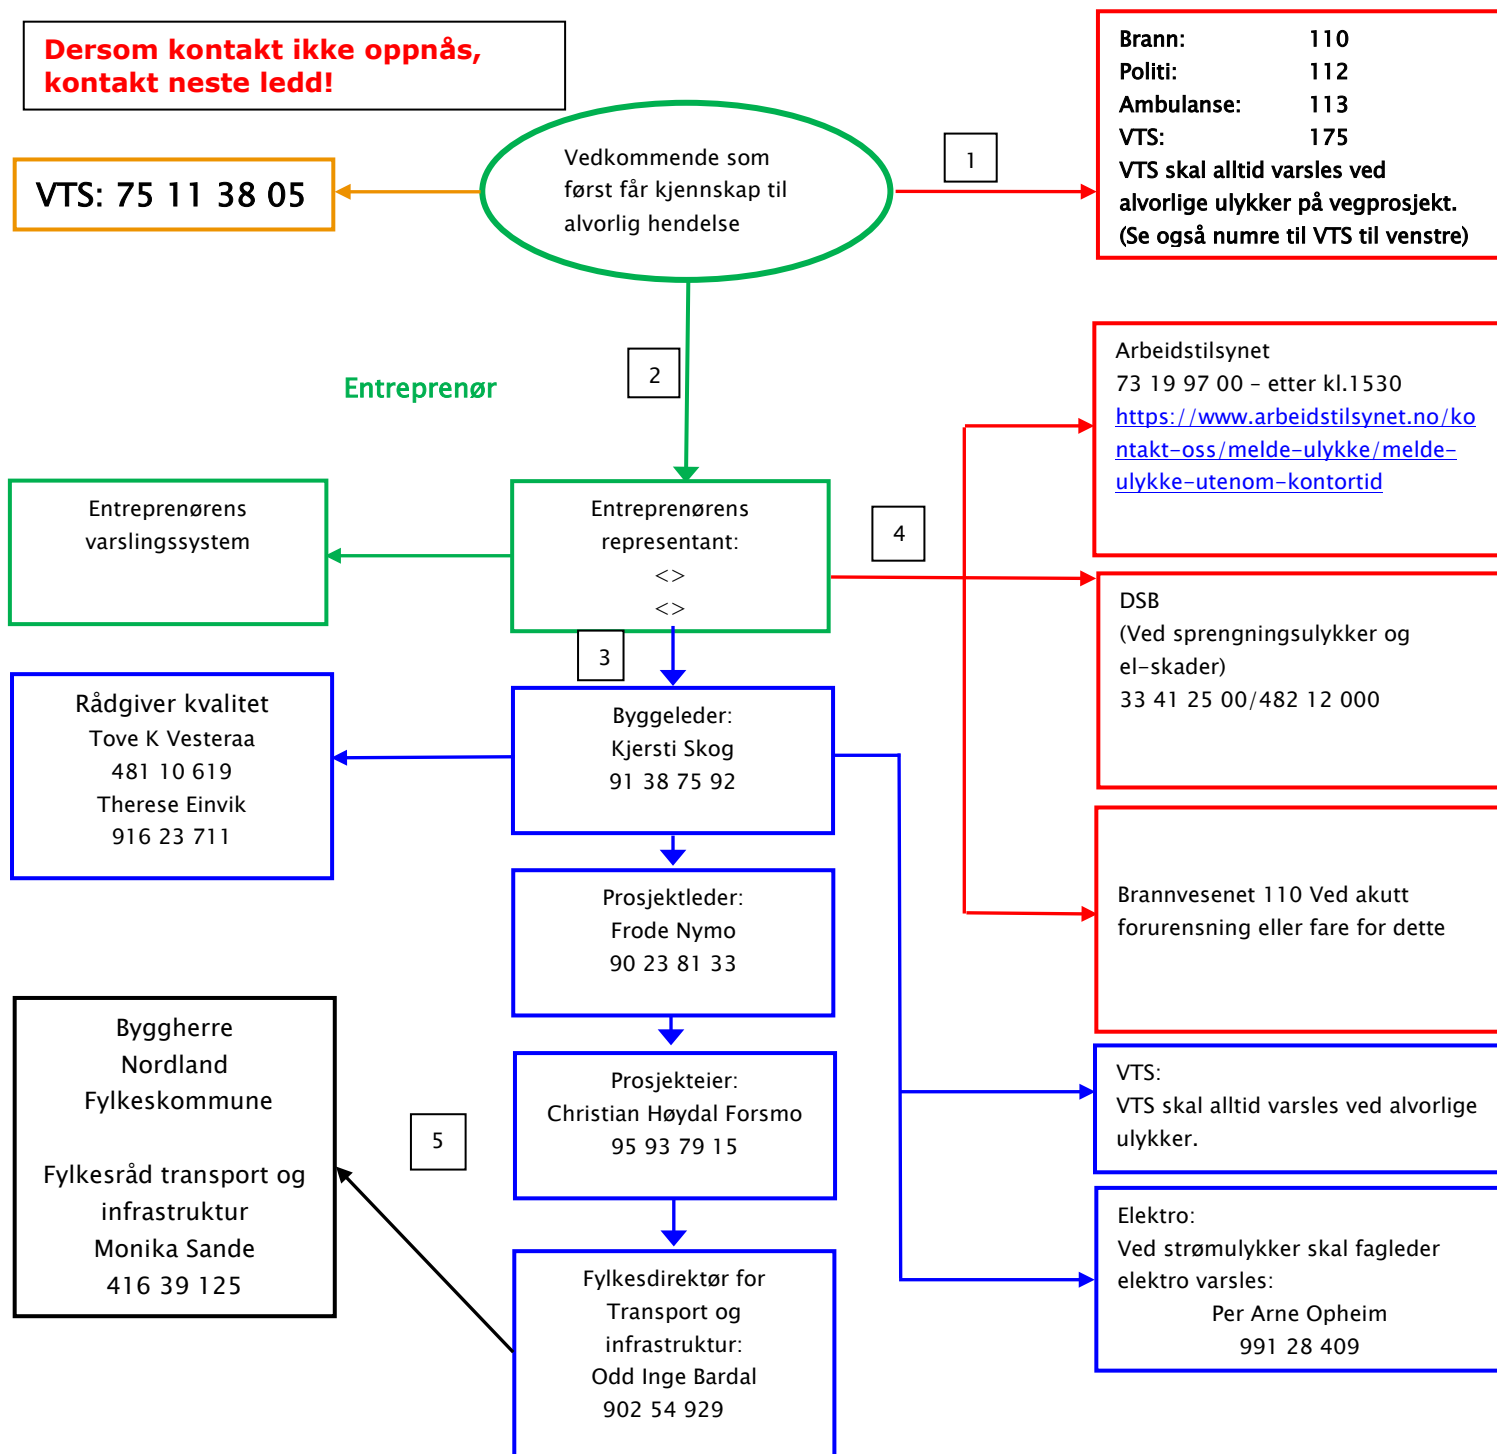 Dersom kontakt ikke oppnås,
kontakt neste ledd!
Brann: 110
Politi: 112
Ambulanse: 113
VTS: 175
VTS skal alltid varsles ved
alvorlige ulykker på vegprosjekt.
(Se også numre til VTS til venstre)
1
Vedkommende som
først får kjennskap til
alvorlig hendelse
VTS: 75 11 38 05
2
Entreprenør
Arbeidstilsynet
73 19 97 00 – etter kl.1530
https://www.arbeidstilsynet.no/ko
ntakt-oss/melde-ulykke/melde-
ulykke-utenom-kontortid
Entreprenørens
varslingssystem
Entreprenørens
representant:
<>
<>
4
DSB
(Ved sprengningsulykker og
el-skader)
33 41 25 00/482 12 000
3
Rådgiver kvalitet
Tove K Vesteraa
481 10 619
Therese Einvik
916 23 711
Byggeleder:
Kjersti Skog
91 38 75 92
Prosjektleder:
Frode Nymo
90 23 81 33
Brannvesenet 110 Ved akutt
forurensning eller fare for dette
Byggherre
Nordland
Fylkeskommune
Fylkesråd transport og
infrastruktur
Monika Sande
416 39 125
5
Prosjekteier:
Christian Høydal Forsmo
95 93 79 15
VTS:
VTS skal alltid varsles ved alvorlige
ulykker.
Elektro:
Ved strømulykker skal fagleder
elektro varsles:
Per Arne Opheim
991 28 409
Fylkesdirektør for
Transport og
infrastruktur:
Odd Inge Bardal
902 54 929